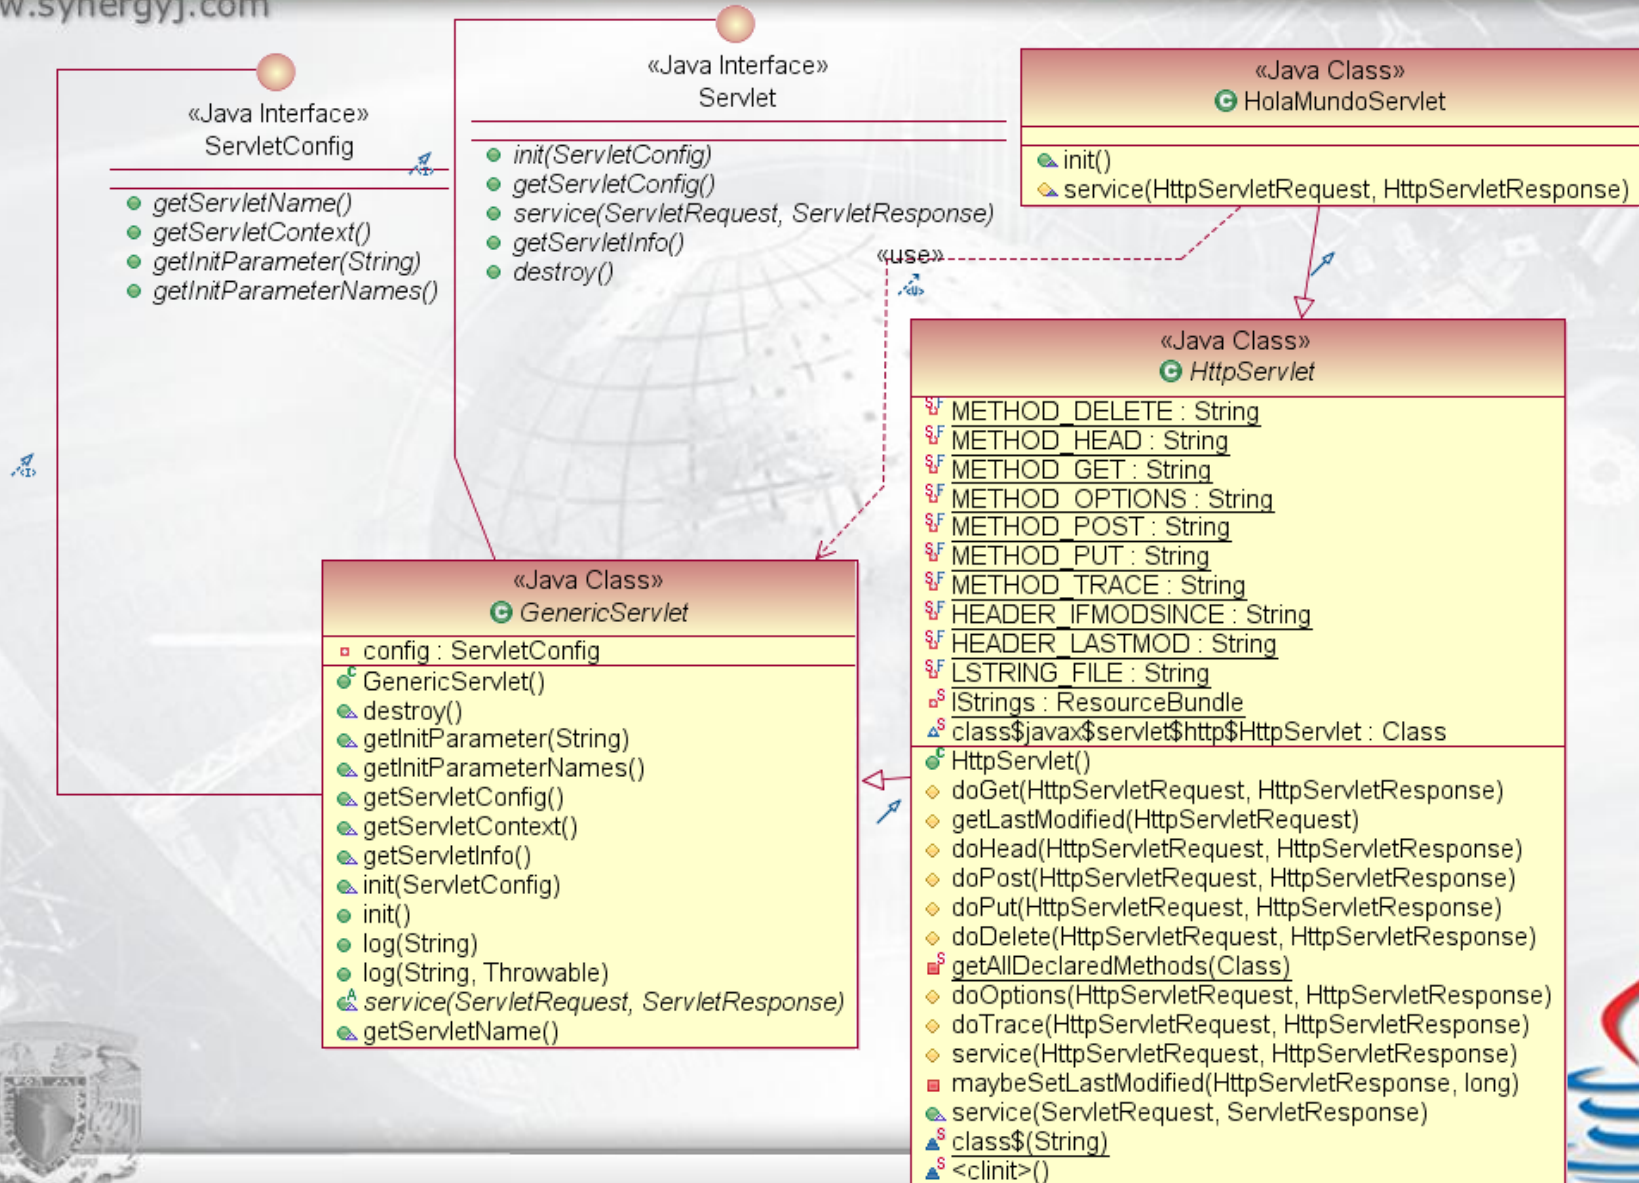 w.synergyj.com
«Java Interface»
ServletConfig
getServletName()
getServletContext()
getInitParameter(String)
getInitParameterNames()
«Java Interface»
Servlet
init(ServletConfig)
getServletConfig()
service(ServletRequest, ServletResponse)
getServletInfo()
destroy()
«Java Class»
HolaMundoServlet
init()
service(HttpServletRequest, HttpServletResponse)
«use»
«Java Class»
GenericServlet
config : ServletConfig
GenericServlet()
destroy()
getInitParameter(String)
getInitParameterNames()
getServletConfig()
getServletContext()
getServletInfo()
init(ServletConfig)
init()
log(String)
log(String, Throwable)
service(ServletRequest, ServletResponse)
getServletName()
«Java Class»
HttpServlet
METHOD_DELETE : String
METHOD_HEAD : String
METHOD_GET : String
METHOD_OPTIONS : String
METHOD_POST : String
METHOD_PUT : String
METHOD_TRACE : String
HEADER_IFMODSINCE : String
HEADER_LASTMOD : String
LSTRING_FILE : String
lStrings : ResourceBundle
class$javax$servlet$http$HttpServlet : Class
HttpServlet()
doGet(HttpServletRequest, HttpServletResponse)
getLastModified(HttpServletRequest)
doHead(HttpServletRequest, HttpServletResponse)
doPost(HttpServletRequest, HttpServletResponse)
doPut(HttpServletRequest, HttpServletResponse)
doDelete(HttpServletRequest, HttpServletResponse)
getAllDeclaredMethods(Class)
doOptions(HttpServletRequest, HttpServletResponse)
doTrace(HttpServletRequest, HttpServletResponse)
service(HttpServletRequest, HttpServletResponse)
maybeSetLastModified(HttpServletResponse, long)
service(ServletRequest, ServletResponse)
class$(String)
<clinit>()